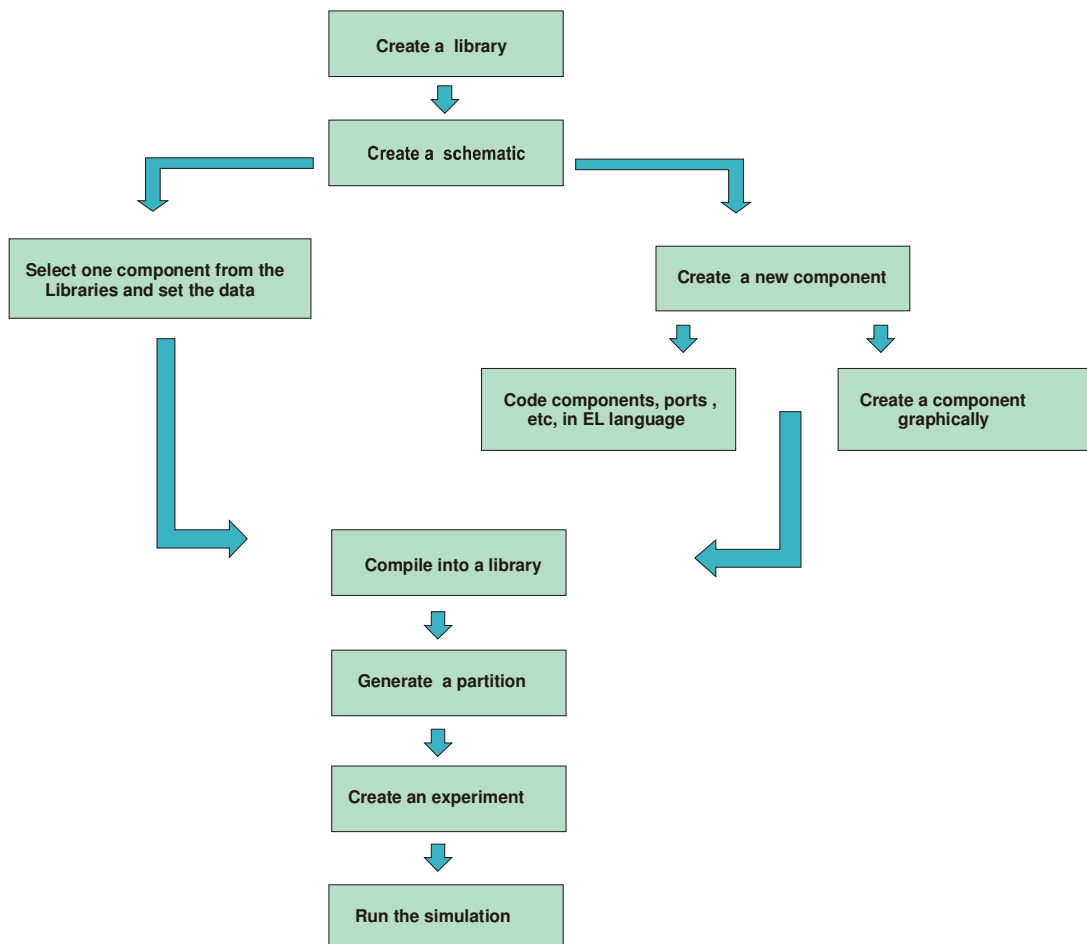 Create a library
Create a schematic
Select one component from the
Libraries and set the data
Create a new component
Code components, ports ,
etc, in EL language
Create a component
graphically
Compile into a library
Generate a partition
Create an experiment
Run the simulation